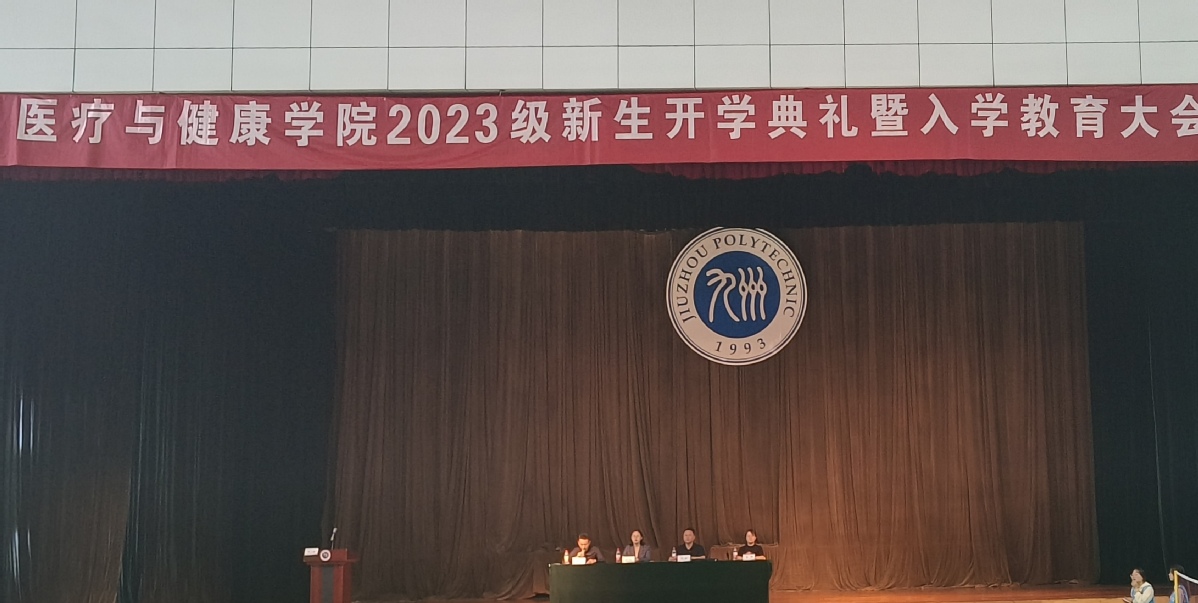 医疗与健康学院2023级新生开学典礼暨入学教育大会
JIUZHOU POLYTECHNIC
九州
1993